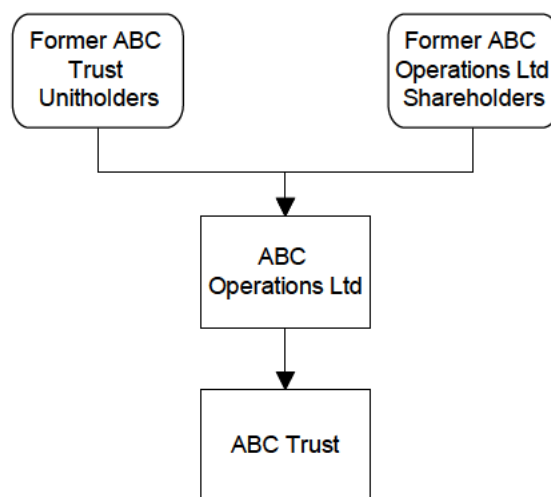 Former ABC
Trust
Unitholders
Former ABC
Operations Ltd
Shareholders
ABC
Operations Ltd
ABC Trust